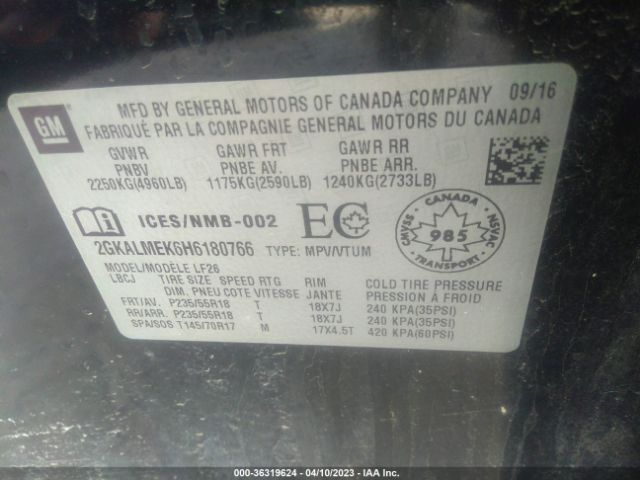 GM
MFD BY GENERAL MOTORS OF CANADA COMPANY 09/16
FABRIQUÉ PAR LA COMPAGNIE GENERAL MOTORS DU CANADA
GVWR GAWR FRT GAWR RR
PNBV PNBE AV. PNBE ARR.
2250KG(4960LB) 1175KG(2590LB) 1240KG(2733LB)
ICES/NMB-002 EC
CANADA
CMVSS 985 NSVAC
TRANSPORT
2GKALMEK6H6180766 TYPE: MPV/VTUM
MODEL/MODÈLE LF26
LBCJ TIRE SIZE SPEED RTG RIM COLD TIRE PRESSURE
DIM. PNEU COTE VITESSE JANTE PRESSION À FROID
FRT/AV. P235/55R18 T 18X7J 240 KPA(35PSI)
RR/ARR. P235/55R18 T 18X7J 240 KPA(35PSI)
SPA/SOS T145/70R17 M 17X4.5T 420 KPA(60PSI)
000-36319624 - 04/10/2023 - IAA Inc.